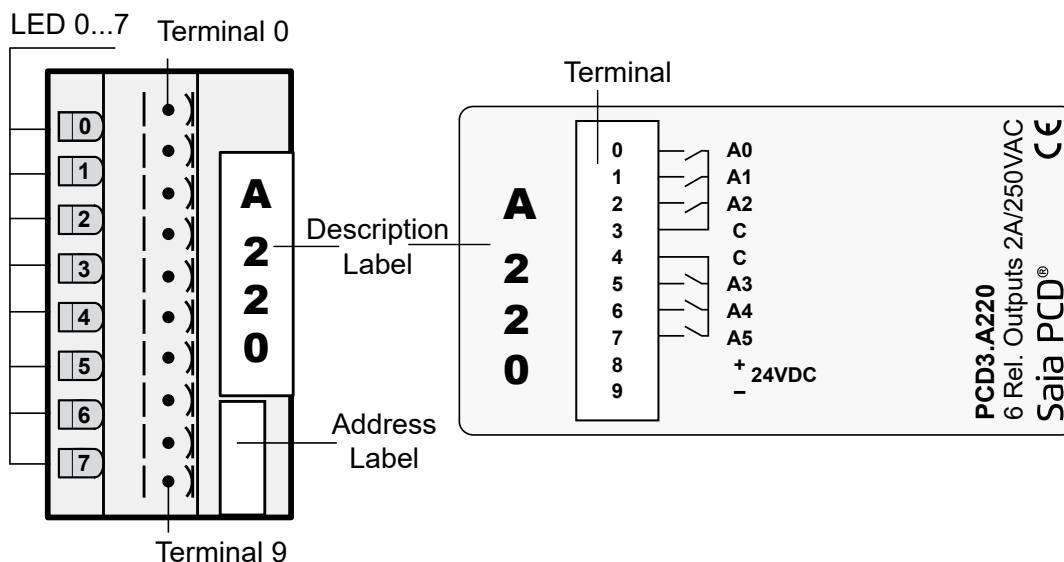 LED 0...7
Terminal 0
0
1
2
3
4
5
6
7
A
2
2
0
Terminal 9
Description
Label
Address
Label
Terminal
A
2
2
0
0 A0
1 A1
2 A2
3 C
4 C
5 A3
6 A4
7 A5
8 +
9 –
24VDC
PCD3.A220
6 Rel. Outputs 2A/250VAC
Saia PCD® CE